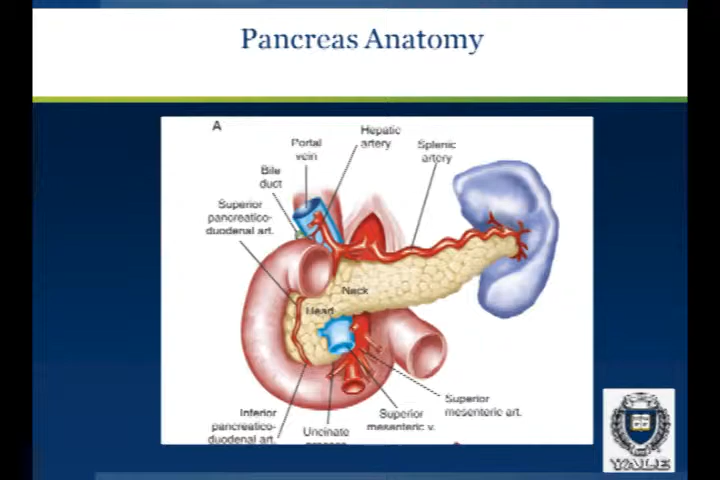 Pancreas Anatomy
A
Hepatic
artery
Portal
vein
Splenic
artery
Bile
duct
Superior
pancreatico-
duodenal art.
Neck
Head
Superior
mesenteric art.
Superior
mesenteric v.
Inferior
pancreatico-
duodenal art.
Uncinate
YALE